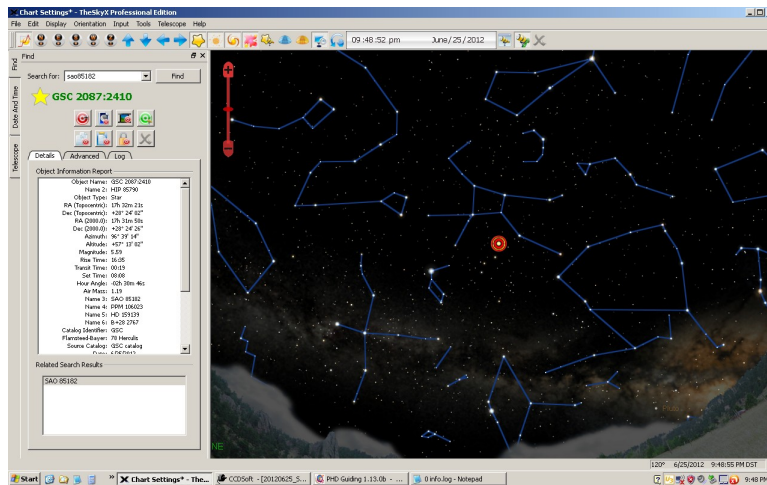 Chart Settings* - TheSkyX Professional Edition
File Edit Display Orientation Input Tools Telescope Help
09 :48 :52 pm June / 25 / 2012
Find
Find
Date And Time
Telescope
Search for: sao85182 Find
GSC 2087:2410
Details Advanced Log
Object Information Report
Object Name: GSC 2087:2410
Name 2: HIP 85790
Object Type: Star
RA (Topocentric): 17h 32m 21s
Dec (Topocentric): +28° 24' 02"
RA (2000.0): 17h 31m 50s
Dec (2000.0): +28° 24' 26"
Azimuth: 96° 39' 14"
Altitude: +57° 13' 02"
Magnitude: 5.59
Rise Time: 16:35
Transit Time: 00:19
Set Time: 08:08
Hour Angle: -02h 30m 46s
Air Mass: 1.19
Name 3: SAO 85182
Name 4: PPM 106023
Name 5: HD 159139
Name 6: B+28 2767
Catalog Identifier: GSC
Flamsteed-Bayer: 78 Herculis
Source Catalog: GSC catalog
Date: 6/25/2012
Related Search Results
SAO 85182
NE
120° 6/25/2012 9:48:55 PM DST
Start
Chart Settings* - The...
CCDSoft - [20120625_S...
PHD Guiding 1.13.0b - ...
0 info.log - Notepad
9:48 PM